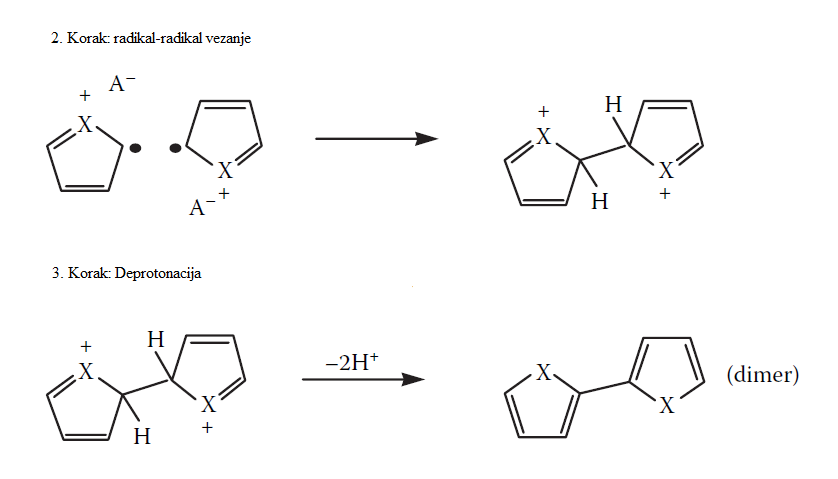 2. Korak: radikal-radikal vezanje
A⁻
+
X
X
A⁻ +
+
X
H
H
X
+
3. Korak: Deprotonacija
+
X
H
H
X
+
−2H⁺
X
X
(dimer)